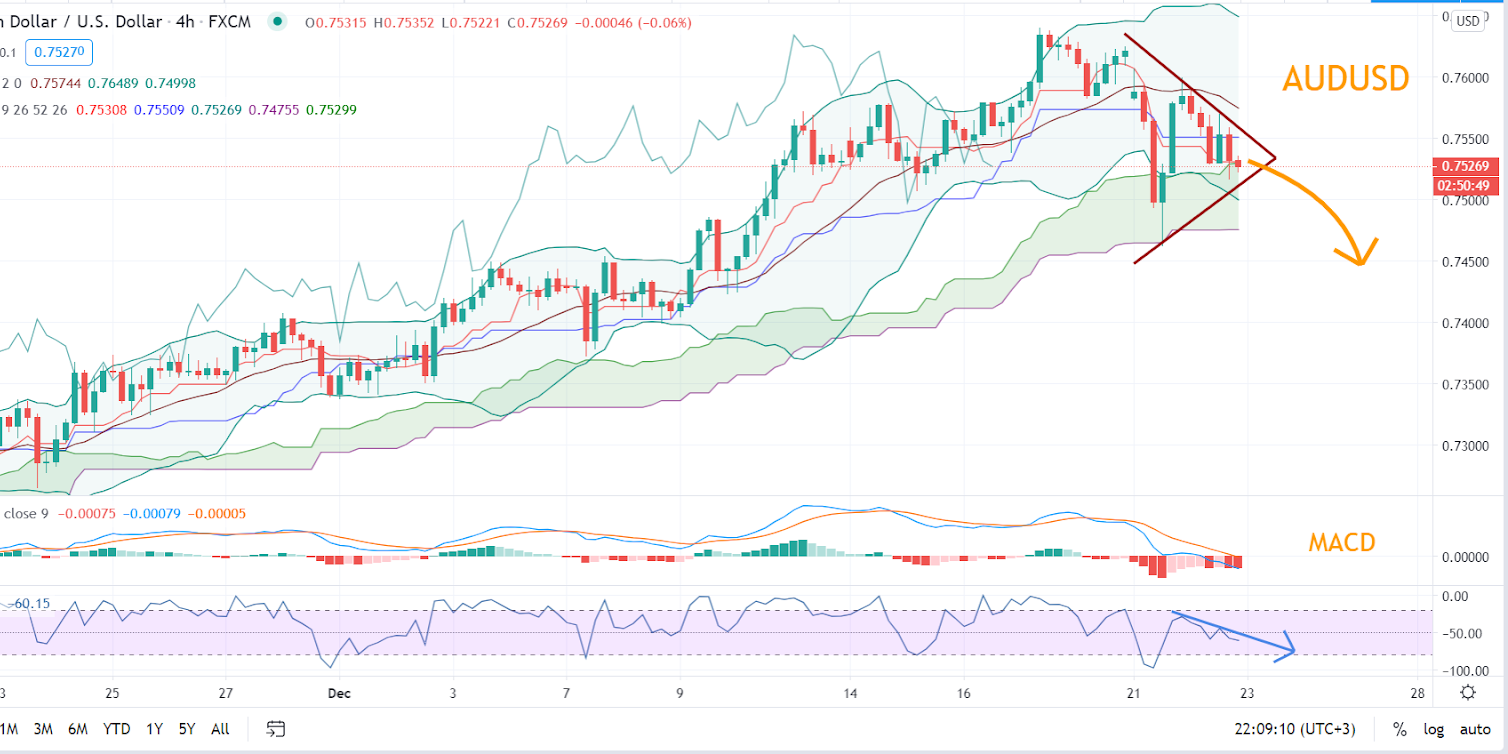 n Dollar / U.S. Dollar · 4h · FXCM O0.75315 H0.75352 L0.75221 C0.75269 −0.00046 (−0.06%)
USD
0.1 0.75270
2 0 0.75744 0.76489 0.74998
9 26 52 26 0.75308 0.75509 0.75269 0.74755 0.75299
AUDUSD
0.76000
0.75500
0.75269
02:50:49
0.75000
0.74500
0.74000
0.73500
0.73000
close 9 −0.00075 −0.00079 −0.00005
MACD
0.00000
−60.15
0.00
−50.00
−100.00
3 25 27 Dec 3 7 9 14 16 21 23 28
1M 3M 6M YTD 1Y 5Y All
22:09:10 (UTC+3) % log auto